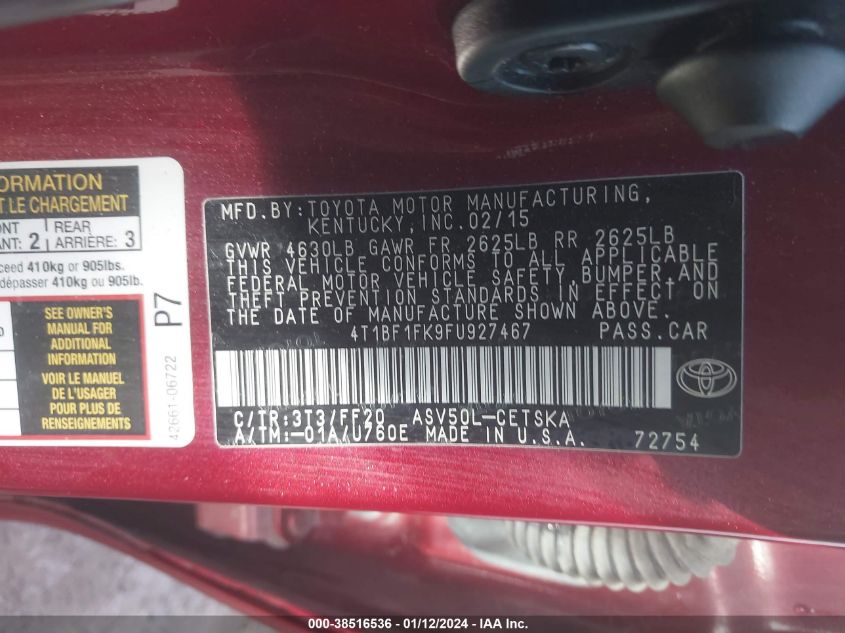 ORMATION
T LE CHARGEMENT
ONT REAR
ANT: 2 ARRIÈRE: 3
ceed 410kg or 905lbs.
dépasser 410kg ou 905lb.
SEE OWNER'S
MANUAL FOR
ADDITIONAL
INFORMATION
VOIR LE MANUEL
DE L'USAGER
POUR PLUS DE
RENSEIGNEMENTS
P7
42661-06722
MFD.BY:TOYOTA MOTOR MANUFACTURING,
KENTUCKY,INC.02/15
GVWR 4630LB GAWR FR 2625LB RR 2625LB
THIS VEHICLE CONFORMS TO ALL APPLICABLE
FEDERAL MOTOR VEHICLE SAFETY,BUMPER,AND
THEFT PREVENTION STANDARDS IN EFFECT ON
THE DATE OF MANUFACTURE SHOWN ABOVE.
4T1BF1FK9FU927467 PASS.CAR
C/TR:3T3/FF20 ASV50L-CETSKA
A/TM:-01A/U760E MADE IN U.S.A. 72754
000-38516536 - 01/12/2024 - IAAI.com